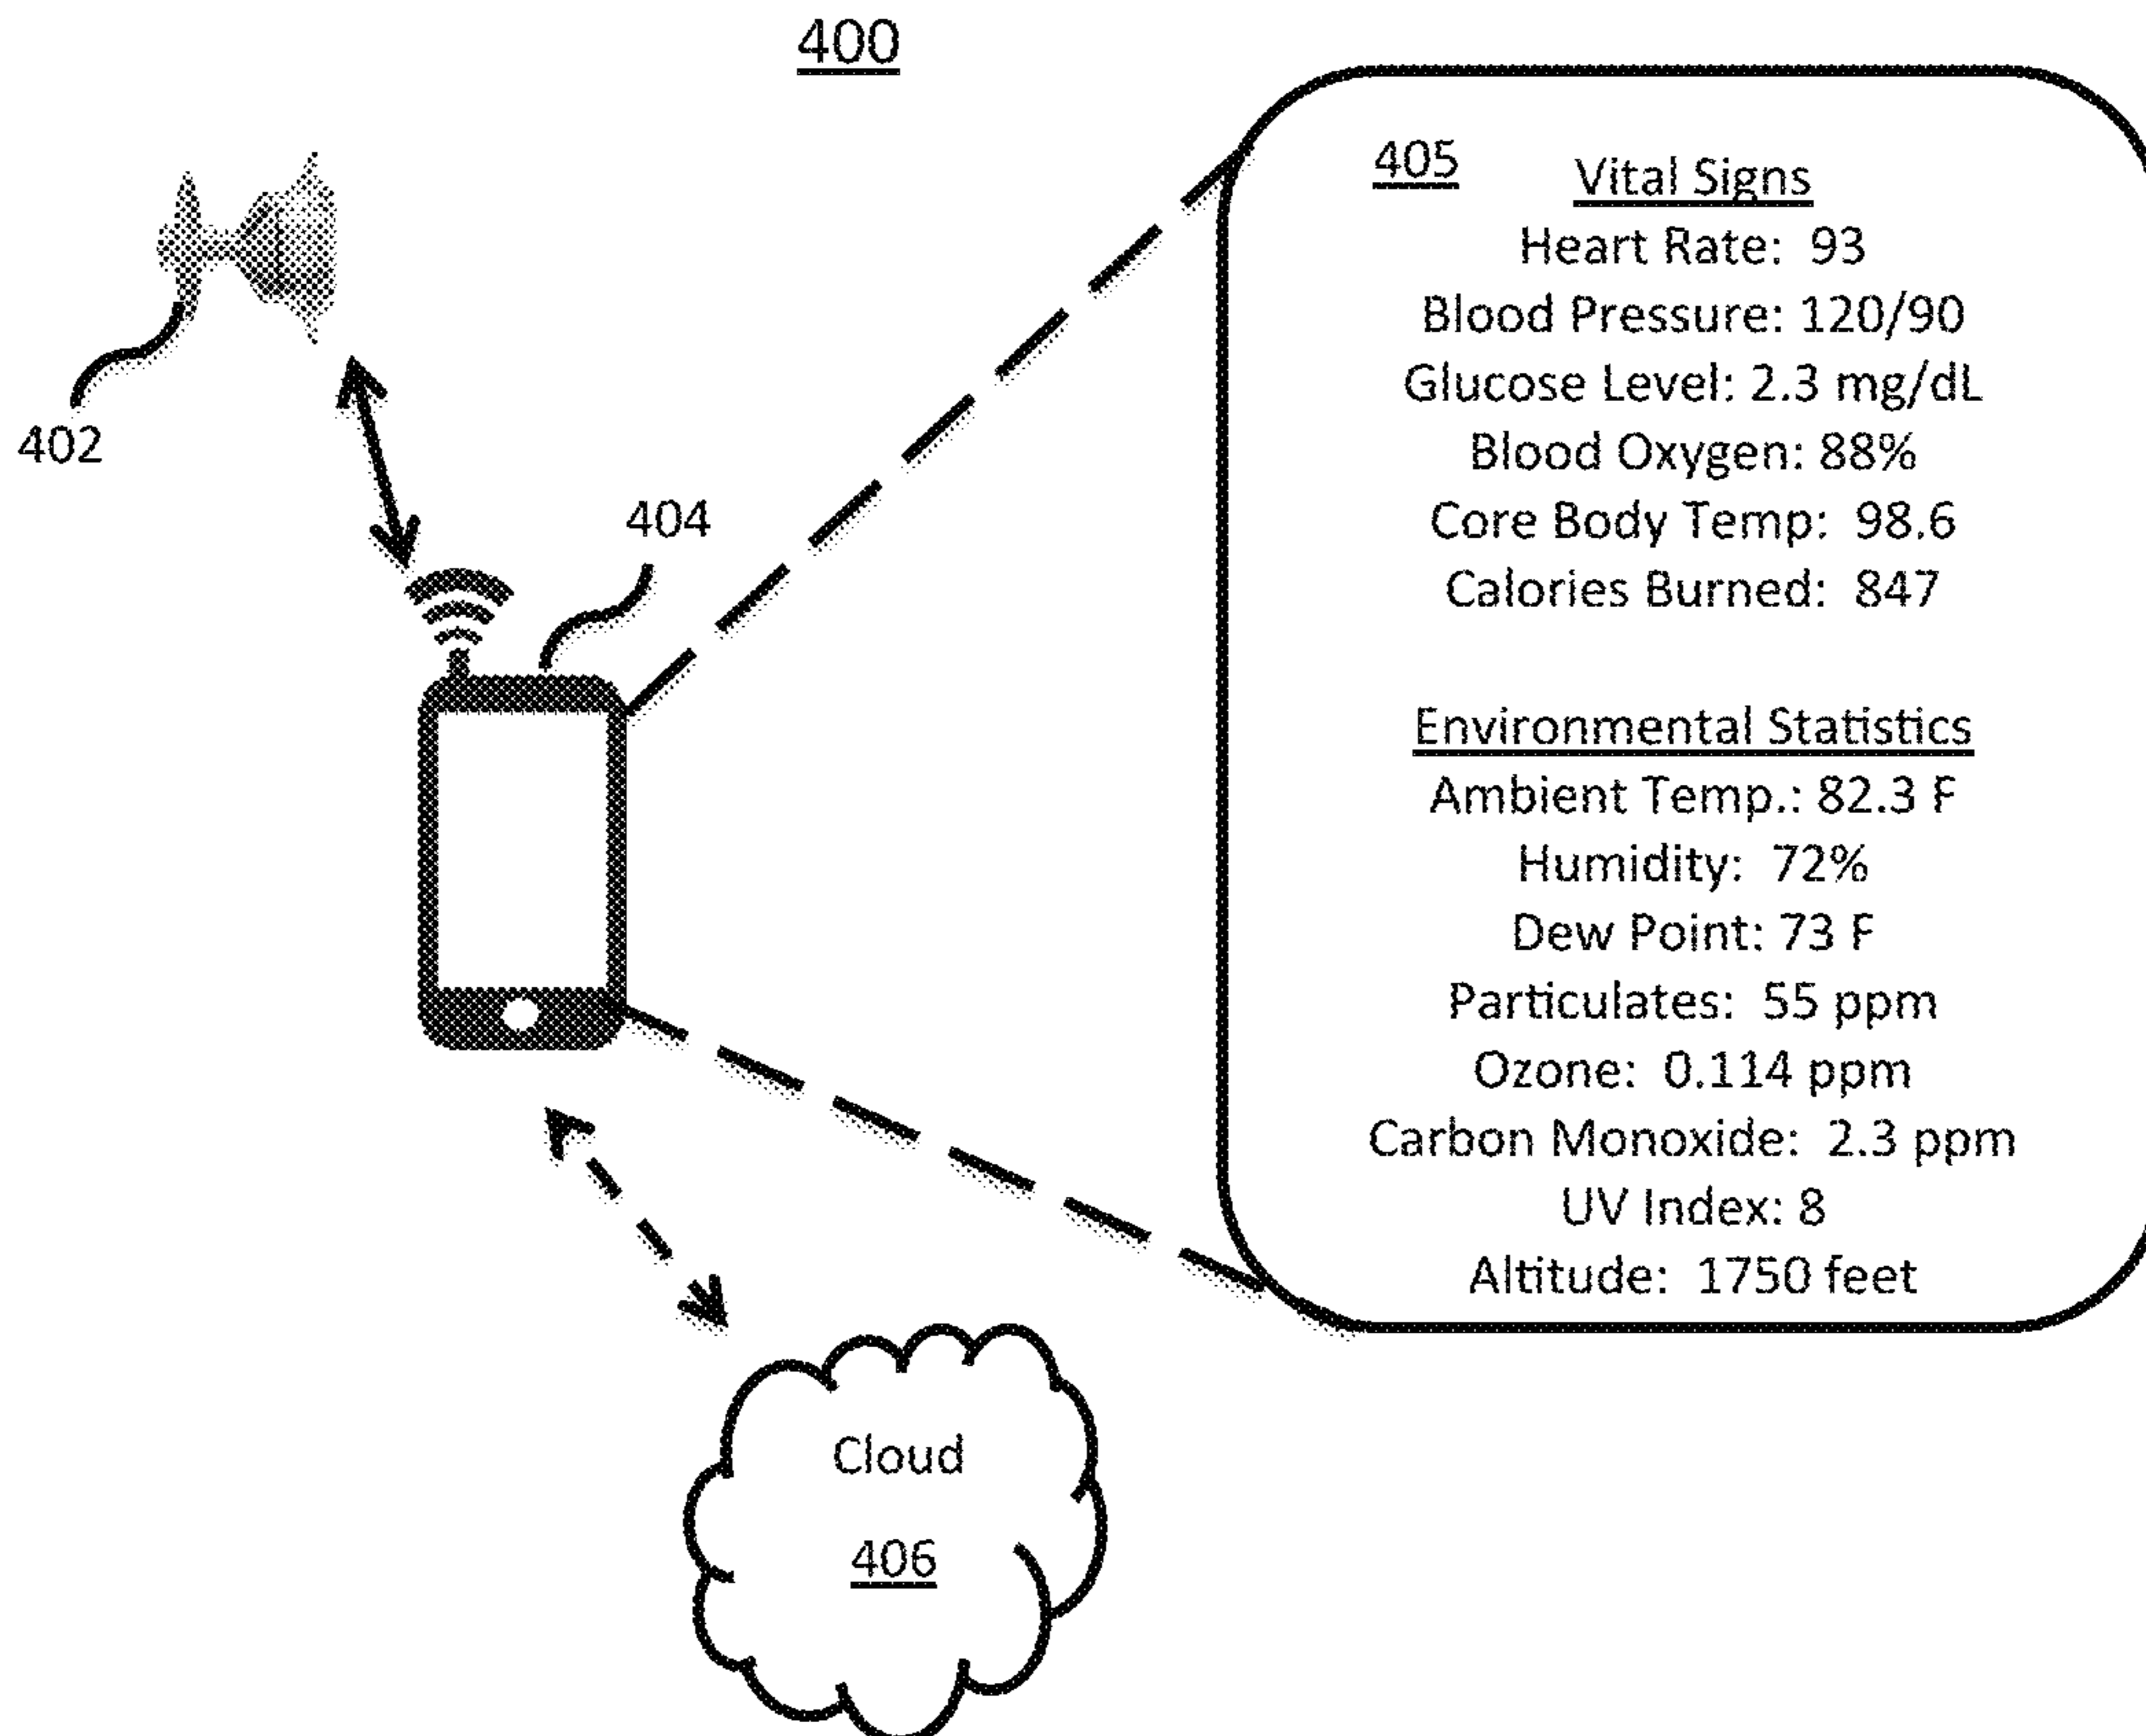 400
405
Vital Signs
Heart Rate: 93
Blood Pressure: 120/90
Glucose Level: 2.3 mg/dL
Blood Oxygen: 88%
Core Body Temp: 98.6
Calories Burned: 847
Environmental Statistics
Ambient Temp.: 82.3 F
Humidity: 72%
Dew Point: 73 F
Particulates: 55 ppm
Ozone: 0.114 ppm
Carbon Monoxide: 2.3 ppm
UV Index: 8
Altitude: 1750 feet
402
404
Cloud
406